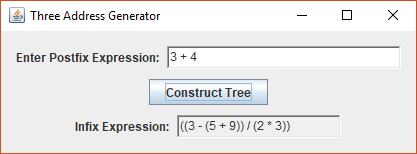 Three Address Generator
Enter Postfix Expression: 3 + 4
Construct Tree
Infix Expression: ((3 - (5 + 9)) / (2 * 3))